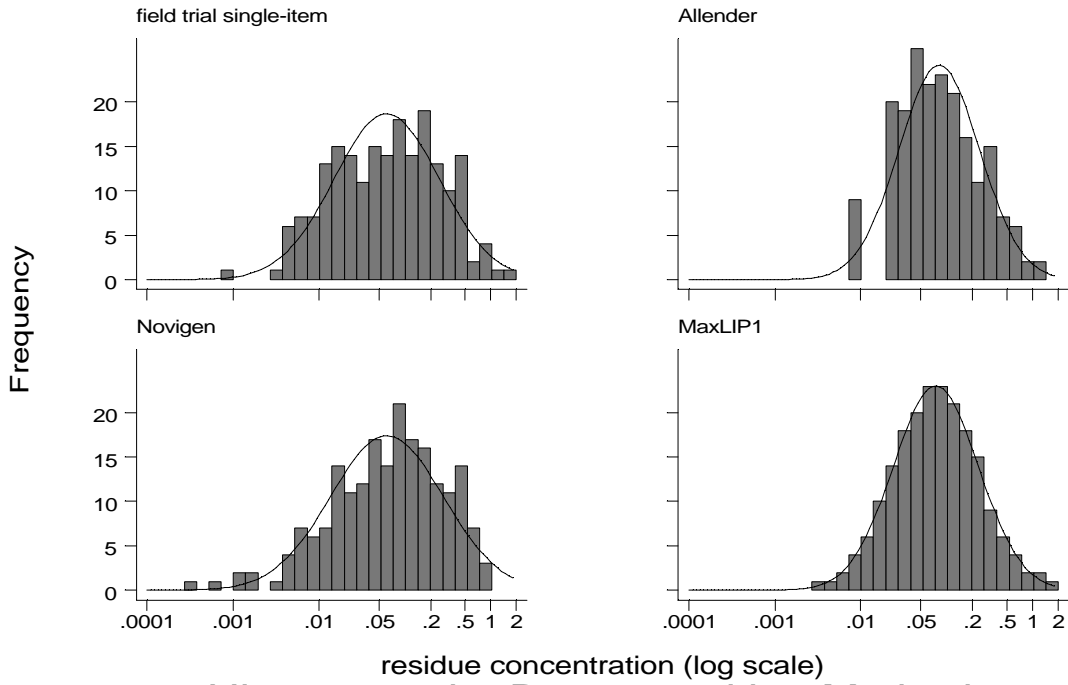 field trial single-item
Allender
20
15
10
5
0
Frequency
Novigen
MaxLIP1
20
15
10
5
0
.0001 .001 .01 .05 .2 .5 1 2
.0001 .001 .01 .05 .2 .5 1 2
residue concentration (log scale)